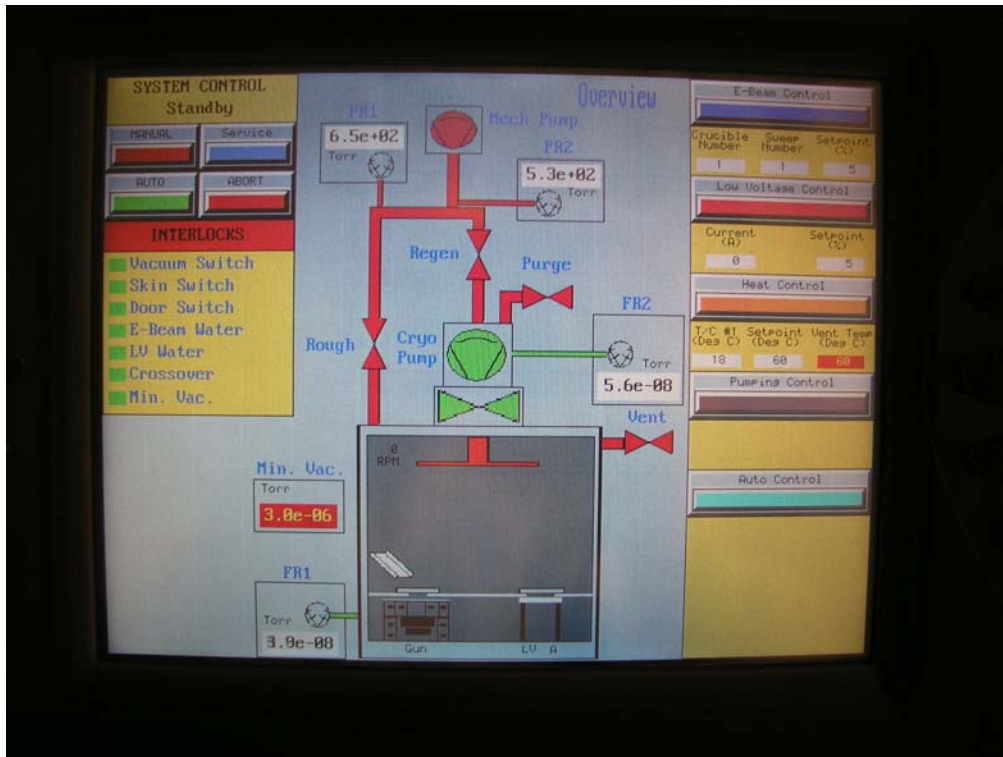 SYSTEM CONTROL
Standby
MANUAL
Service
AUTO
ABORT
INTERLOCKS
Vacuum Switch
Skin Switch
Door Switch
E-Beam Water
LV Water
Crossover
Min. Vac.
Overview
PR1
6.5e+02
Torr
Mech Pump
PR2
5.3e+02
Torr
Regen
Purge
Rough
Cryo
Pump
FR2
Torr
5.6e-08
Vent
0
RPM
Min. Vac.
Torr
3.0e-06
FR1
Torr
3.9e-08
Gun
LV A
E-Beam Control
Crucible Number
Sweep Number
Setpoint (%)
1 1 5
Low Voltage Control
Current (A)
Setpoint (%)
0 5
Heat Control
T/C #1 (Deg C)
Setpoint (Deg C)
Vent Temp (Deg C)
18 60 60
Pumping Control
Auto Control